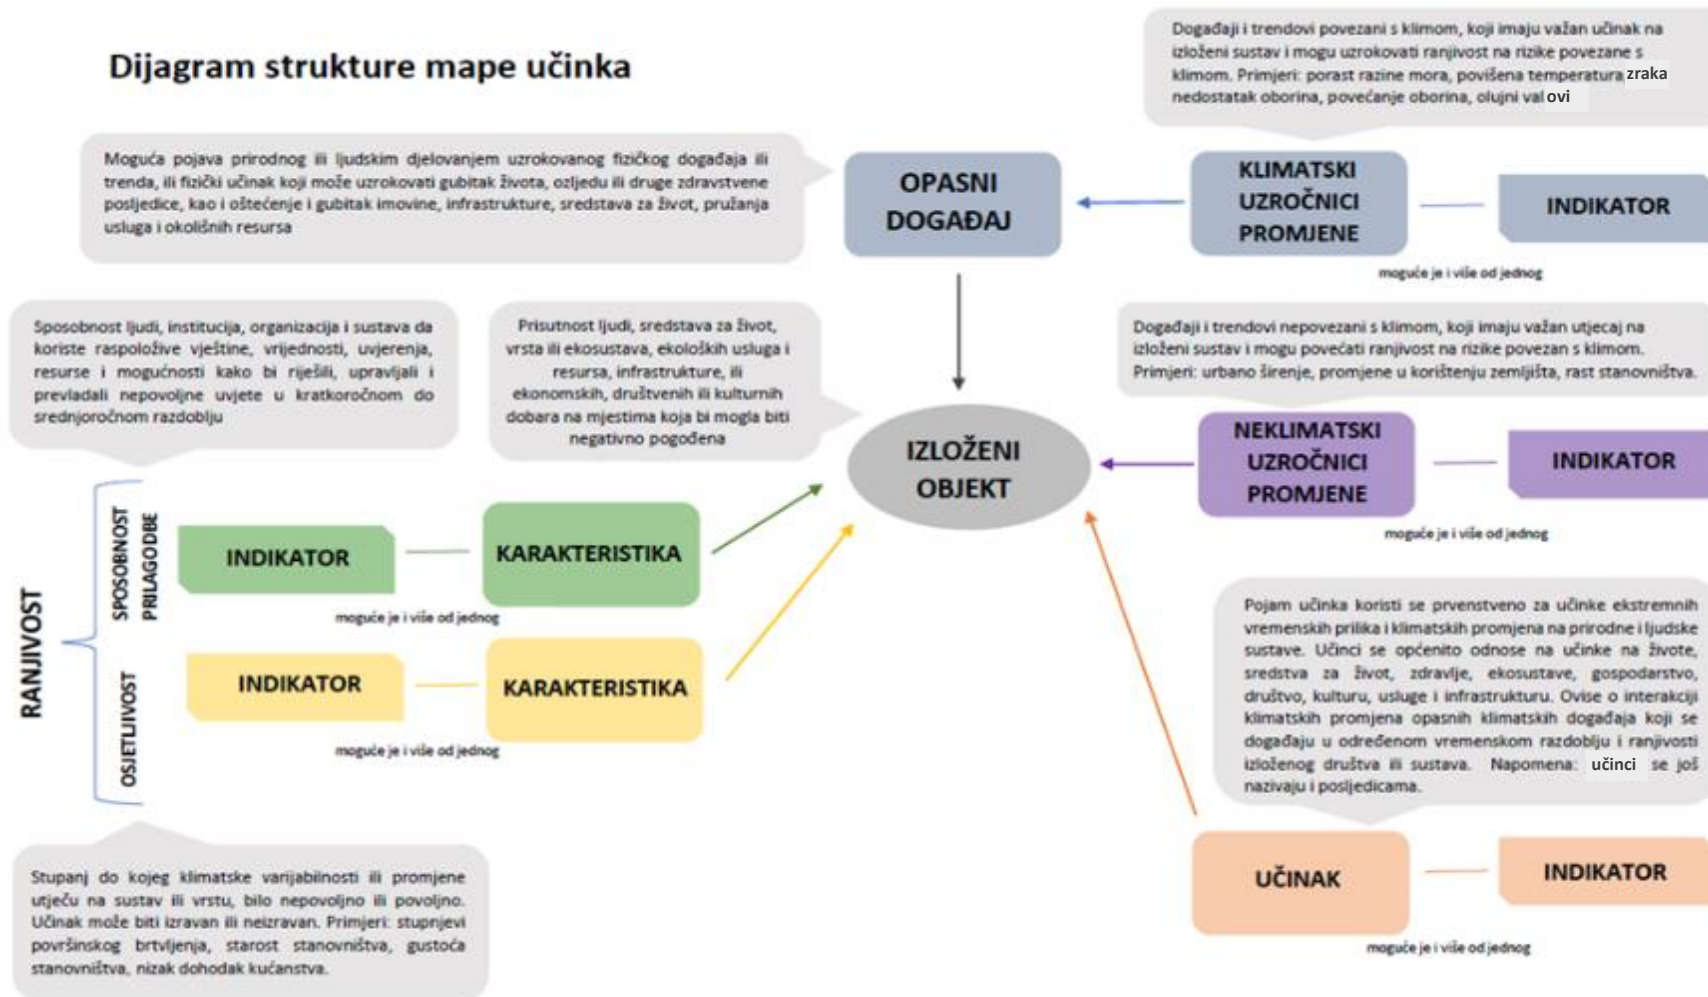 Dijagram strukture mape učinka
Događaji i trendovi povezani s klimom, koji imaju važan učinak na
izloženi sustav i mogu uzrokovati ranjivost na rizike povezane s
klimom. Primjeri: porast razine mora, povišena temperatura zraka
nedostatak oborina, povećanje oborina, olujni valovi
Moguća pojava prirodnog ili ljudskim djelovanjem uzrokovanog fizičkog događaja ili
trenda, ili fizički učinak koji može uzrokovati gubitak života, ozljedu ili druge zdravstvene
posljedice, kao i oštećenje i gubitak imovine, infrastrukture, sredstava za život, pružanja
usluga i okolišnih resursa
OPASNI
DOGAĐAJ
KLIMATSKI
UZROČNICI
PROMJENE
INDIKATOR
moguće je i više od jednog
Sposobnost ljudi, institucija, organizacija i sustava da
koriste raspoložive vještine, vrijednosti, uvjerenja,
resurse i mogućnosti kako bi riješili, upravljali i
prevladali nepovoljne uvjete u kratkoročnom do
srednjoročnom razdoblju
Prisutnost ljudi, sredstava za život,
vrsta ili ekosustava, ekoloških usluga i
resursa, infrastrukture, ili
ekonomskih, društvenih ili kulturnih
dobara na mjestima koja bi mogla biti
negativno pogođena
Događaji i trendovi nepovezani s klimom, koji imaju važan utjecaj na
izloženi sustav i mogu povećati ranjivost na rizike povezan s klimom.
Primjeri: urbano širenje, promjene u korištenju zemljišta, rast stanovništva.
IZLOŽENI
OBJEKT
NEKLIMATSKI
UZROČNICI
PROMJENE
INDIKATOR
moguće je i više od jednog
RANJIVOST
SPOSOBNOST
PRILAGODBE
INDIKATOR
KARAKTERISTIKA
moguće je i više od jednog
OSJETLJIVOST
INDIKATOR
KARAKTERISTIKA
moguće je i više od jednog
Pojam učinka koristi se prvenstveno za učinke ekstremnih
vremenskih prilika i klimatskih promjena na prirodne i ljudske
sustave. Učinci se općenito odnose na učinke na živote,
sredstva za život, zdravlje, ekosustave, gospodarstvo,
društvo, kulturu, usluge i infrastrukturu. Ovise o interakciji
klimatskih promjena opasnih klimatskih događaja koji se
događaju u određenom vremenskom razdoblju i ranjivosti
izloženog društva ili sustava. Napomena: učinci se još
nazivaju i posljedicama.
Stupanj do kojeg klimatske varijabilnosti ili promjene
utječu na sustav ili vrstu, bilo nepovoljno ili povoljno.
Učinak može biti izravan ili neizravan. Primjeri: stupnjevi
površinskog brtvljenja, starost stanovništva, gustoća
stanovništva, nizak dohodak kućanstva.
UČINAK
INDIKATOR
moguće je i više od jednog